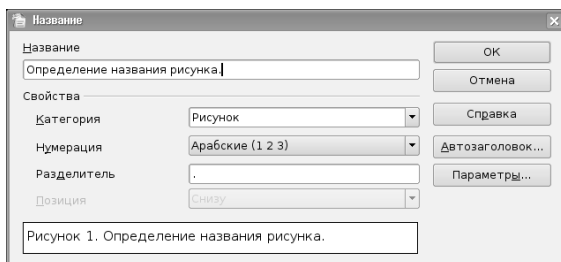 Название
Название
Определение названия рисунка.
Свойства
Категория
Рисунок
Нумерация
Арабские (1 2 3)
Разделитель
.
Позиция
Снизу
Рисунок 1. Определение названия рисунка.
ОК
Отмена
Справка
Автозаголовок...
Параметры...